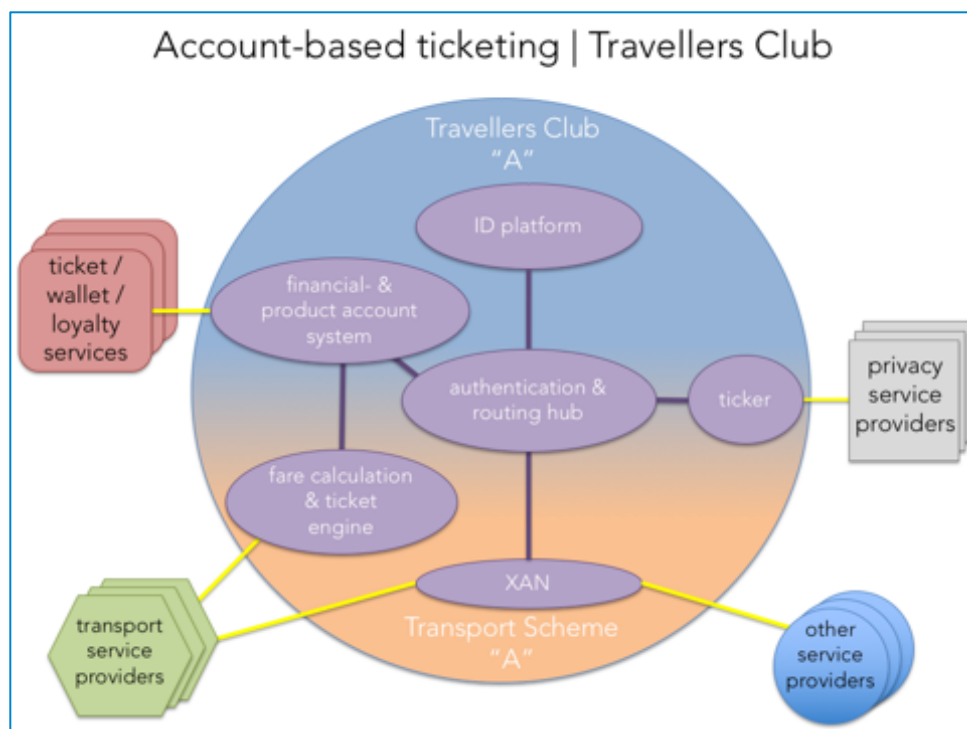 Account-based ticketing | Travellers Club
Travellers Club
"A"
ID platform
ticket /
wallet /
loyalty
services
financial- &
product account
system
authentication &
routing hub
ticker
privacy
service
providers
fare calculation
& ticket
engine
XAN
transport
service
providers
Transport Scheme
"A"
other
service
providers